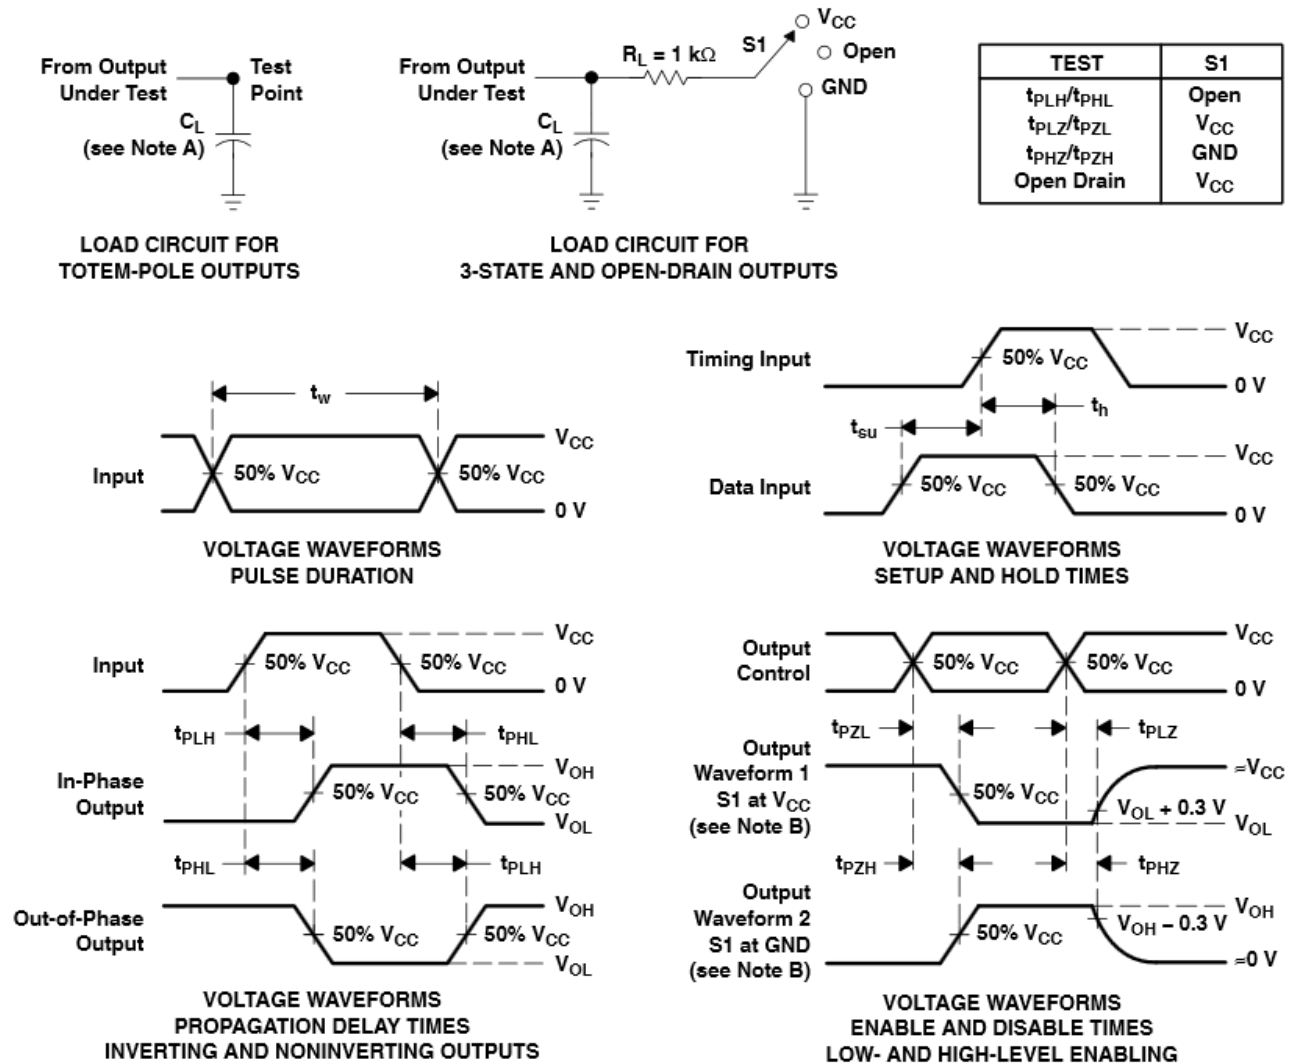 From Output
Under Test
Test
Point
CL
(see Note A)
LOAD CIRCUIT FOR
TOTEM-POLE OUTPUTS
From Output
Under Test
RL = 1 kΩ
S1
VCC
Open
GND
CL
(see Note A)
LOAD CIRCUIT FOR
3-STATE AND OPEN-DRAIN OUTPUTS
TEST S1
tPLH/tPHL Open
tPLZ/tPZL VCC
tPHZ/tPZH GND
Open Drain VCC
tw
Input
50% VCC
50% VCC
VCC
0 V
VOLTAGE WAVEFORMS
PULSE DURATION
Timing Input
50% VCC
VCC
0 V
tsu
th
Data Input
50% VCC
50% VCC
VCC
0 V
VOLTAGE WAVEFORMS
SETUP AND HOLD TIMES
Input
50% VCC
50% VCC
VCC
0 V
tPLH
tPHL
In-Phase
Output
50% VCC
50% VCC
VOH
VOL
tPHL
tPLH
Out-of-Phase
Output
50% VCC
50% VCC
VOH
VOL
VOLTAGE WAVEFORMS
PROPAGATION DELAY TIMES
INVERTING AND NONINVERTING OUTPUTS
Output
Control
50% VCC
50% VCC
VCC
0 V
tPZL
tPLZ
Output
Waveform 1
S1 at VCC
(see Note B)
50% VCC
≈VCC
VOL + 0.3 V
VOL
tPZH
tPHZ
Output
Waveform 2
S1 at GND
(see Note B)
50% VCC
VOH
VOH − 0.3 V
≈0 V
VOLTAGE WAVEFORMS
ENABLE AND DISABLE TIMES
LOW- AND HIGH-LEVEL ENABLING